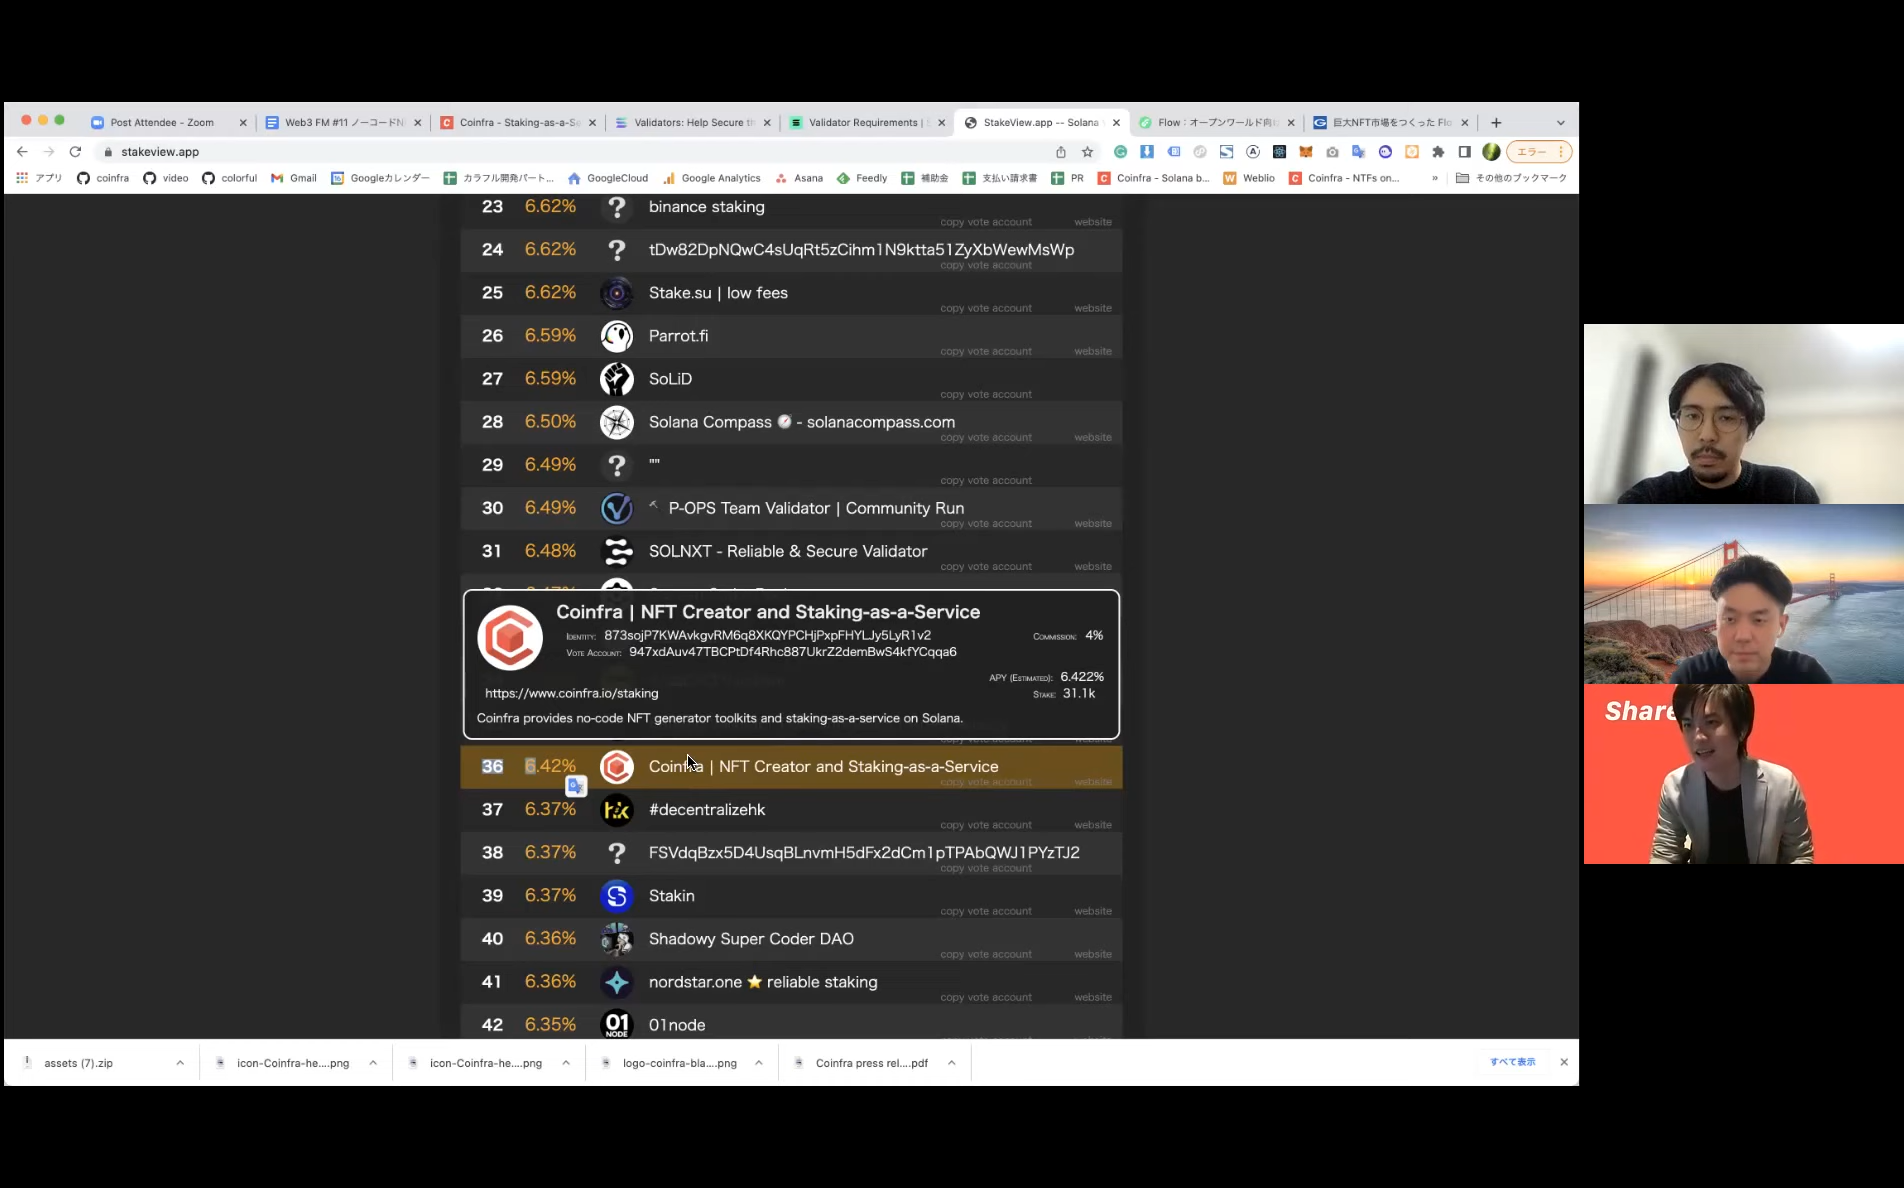 Post Attendee - Zoom
Web3 FM #11 ノーコードN
Coinfra - Staking-as-a-Se
Validators: Help Secure th
Validator Requirements |
StakeView.app -- Solana
Flow：オープンワールド向け
巨大NFT市場をつくった Flo
stakeview.app
エラー
アプリ
coinfra
video
colorful
Gmail
Googleカレンダー
カラフル開発パート...
GoogleCloud
Google Analytics
Asana
Feedly
補助金
支払い請求書
PR
Coinfra - Solana b...
Weblio
Coinfra - NTFs on...
»
その他のブックマーク
23 6.62% ? binance staking
copy vote account website
24 6.62% ? tDw82DpNQwC4sUqRt5zCihm1N9ktta51ZyXbWewMsWp
copy vote account
25 6.62% Stake.su | low fees
copy vote account website
26 6.59% Parrot.fi
copy vote account website
27 6.59% SoLiD
copy vote account
28 6.50% Solana Compass 🧭 - solanacompass.com
copy vote account website
29 6.49% ? ""
copy vote account
30 6.49% P-OPS Team Validator | Community Run
copy vote account website
31 6.48% SOLNXT - Reliable & Secure Validator
copy vote account website
Coinfra | NFT Creator and Staking-as-a-Service
Identity: 873sojP7KWAvkgvRM6q8XKQYPCHjPxpFHYLJy5LyR1v2 Commission: 4%
Vote Account: 947xdAuv47TBCPtDf4Rhc887UkrZ2demBwS4kfYCqqa6
APY (Estimated): 6.422%
https://www.coinfra.io/staking Stake: 31.1k
Coinfra provides no-code NFT generator toolkits and staking-as-a-service on Solana.
36 6.42% Coinfra | NFT Creator and Staking-as-a-Service
copy vote account website
37 6.37% #decentralizehk
copy vote account website
38 6.37% ? FSVdqBzx5D4UsqBLnvmH5dFx2dCm1pTPAbQWJ1PYzTJ2
copy vote account
39 6.37% Stakin
copy vote account website
40 6.36% Shadowy Super Coder DAO
copy vote account website
41 6.36% nordstar.one ⭐ reliable staking
copy vote account website
42 6.35% 01 NODE 01node
assets (7).zip
icon-Coinfra-he....png
icon-Coinfra-he....png
logo-coinfra-bla....png
Coinfra press rel....pdf
すべて表示
Share